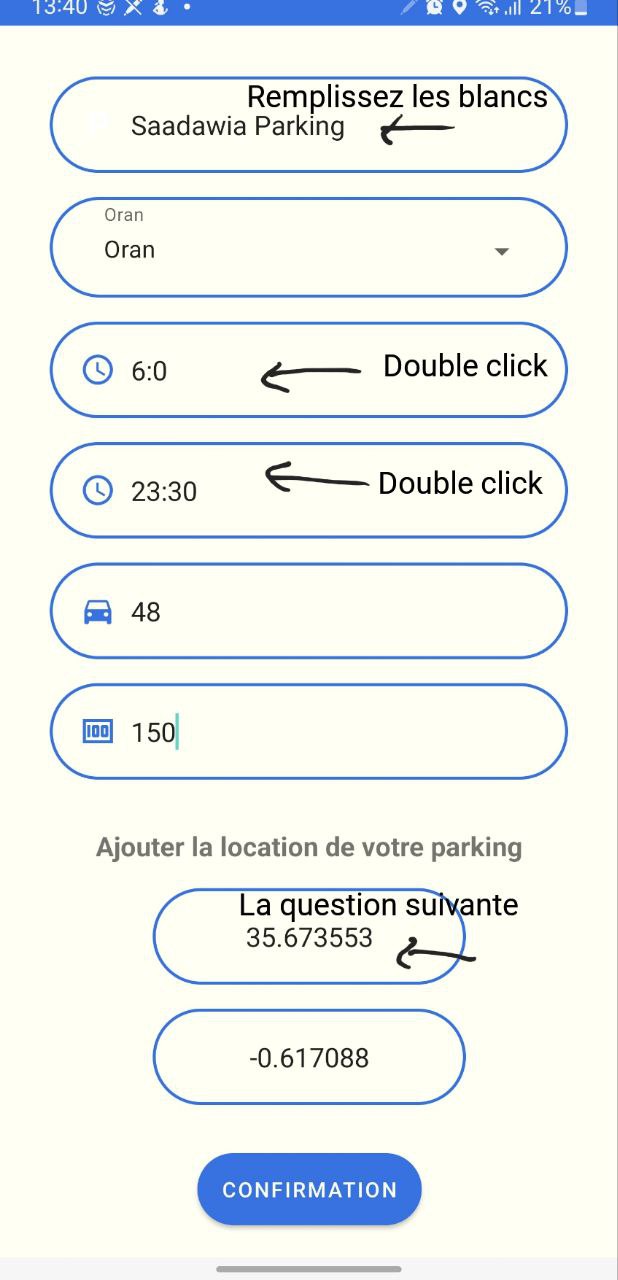 13:40
21%
Remplissez les blancs
Saadawia Parking
Oran
Oran
6:0
Double click
23:30
Double click
48
100
150
Ajouter la location de votre parking
La question suivante
35.673553
-0.617088
CONFIRMATION